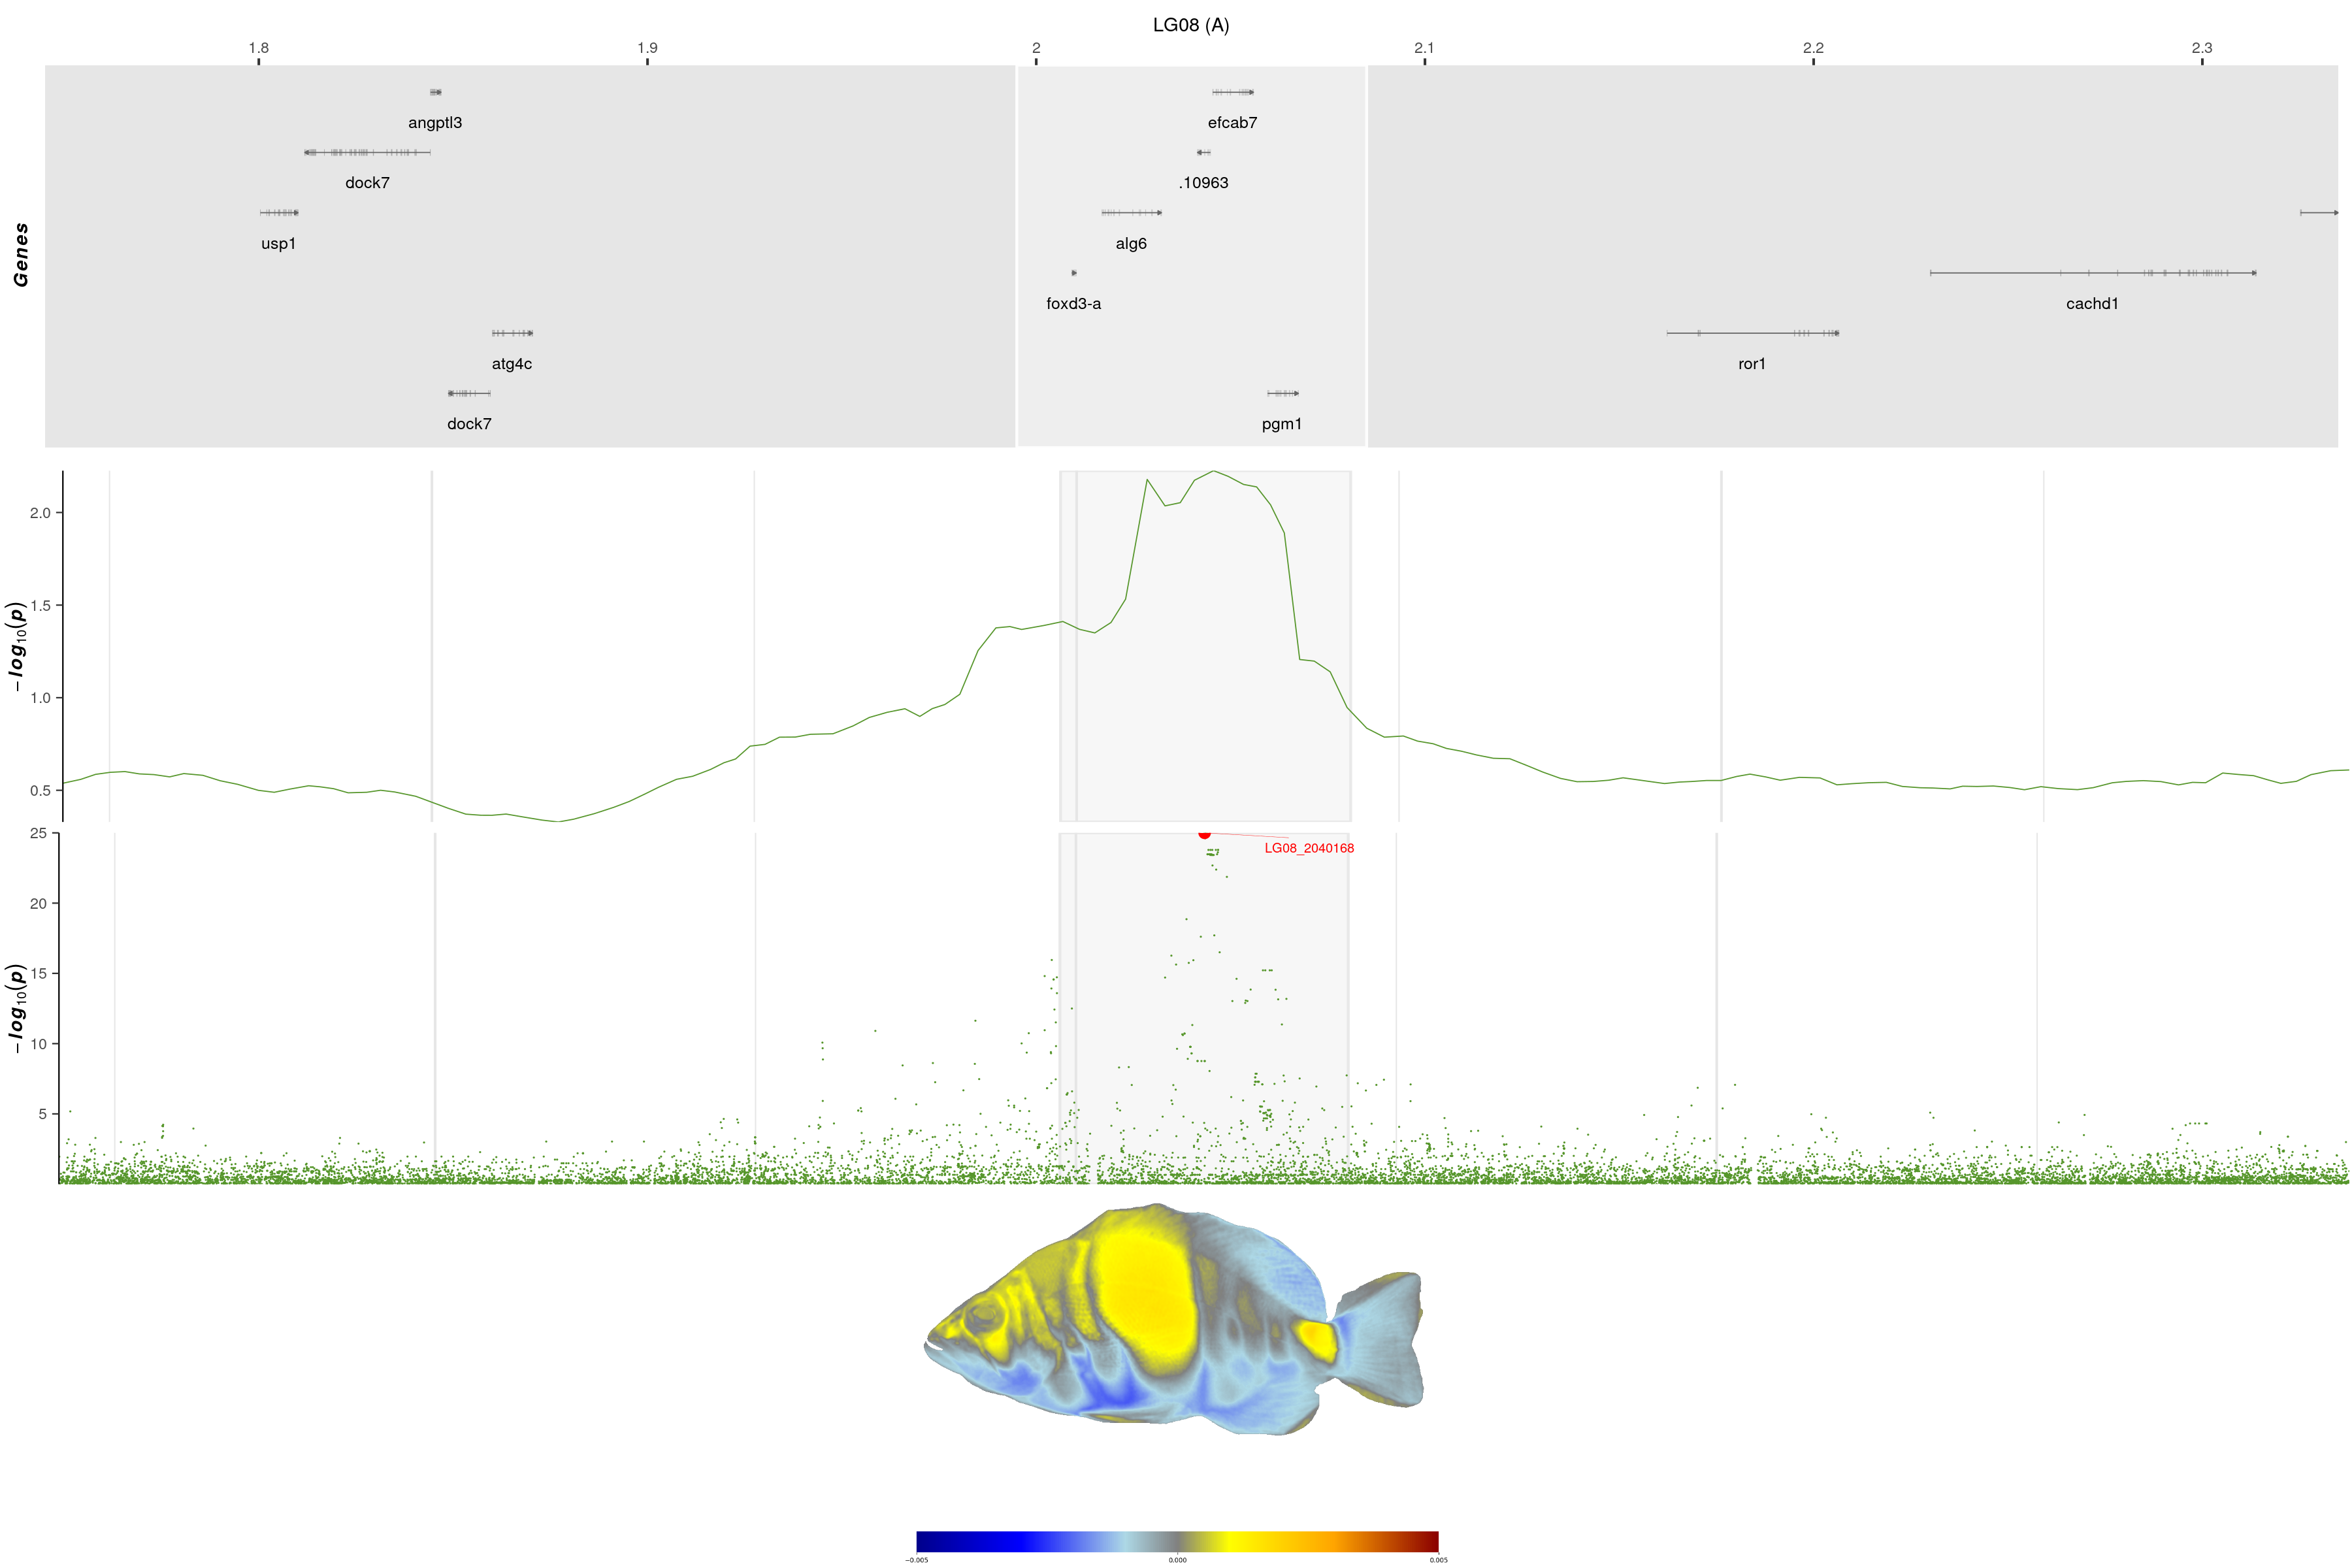 LG08 (A)
1.8 1.9 2 2.1 2.2 2.3
Genes
angptl3 efcab7
dock7 .10963
usp1 alg6
foxd3-a cachd1
atg4c ror1
dock7 pgm1
−log10(p)
2.0
1.5
1.0
0.5
−log10(p)
25
LG08_2040168
20
15
10
5
−0.005 0.000 0.005